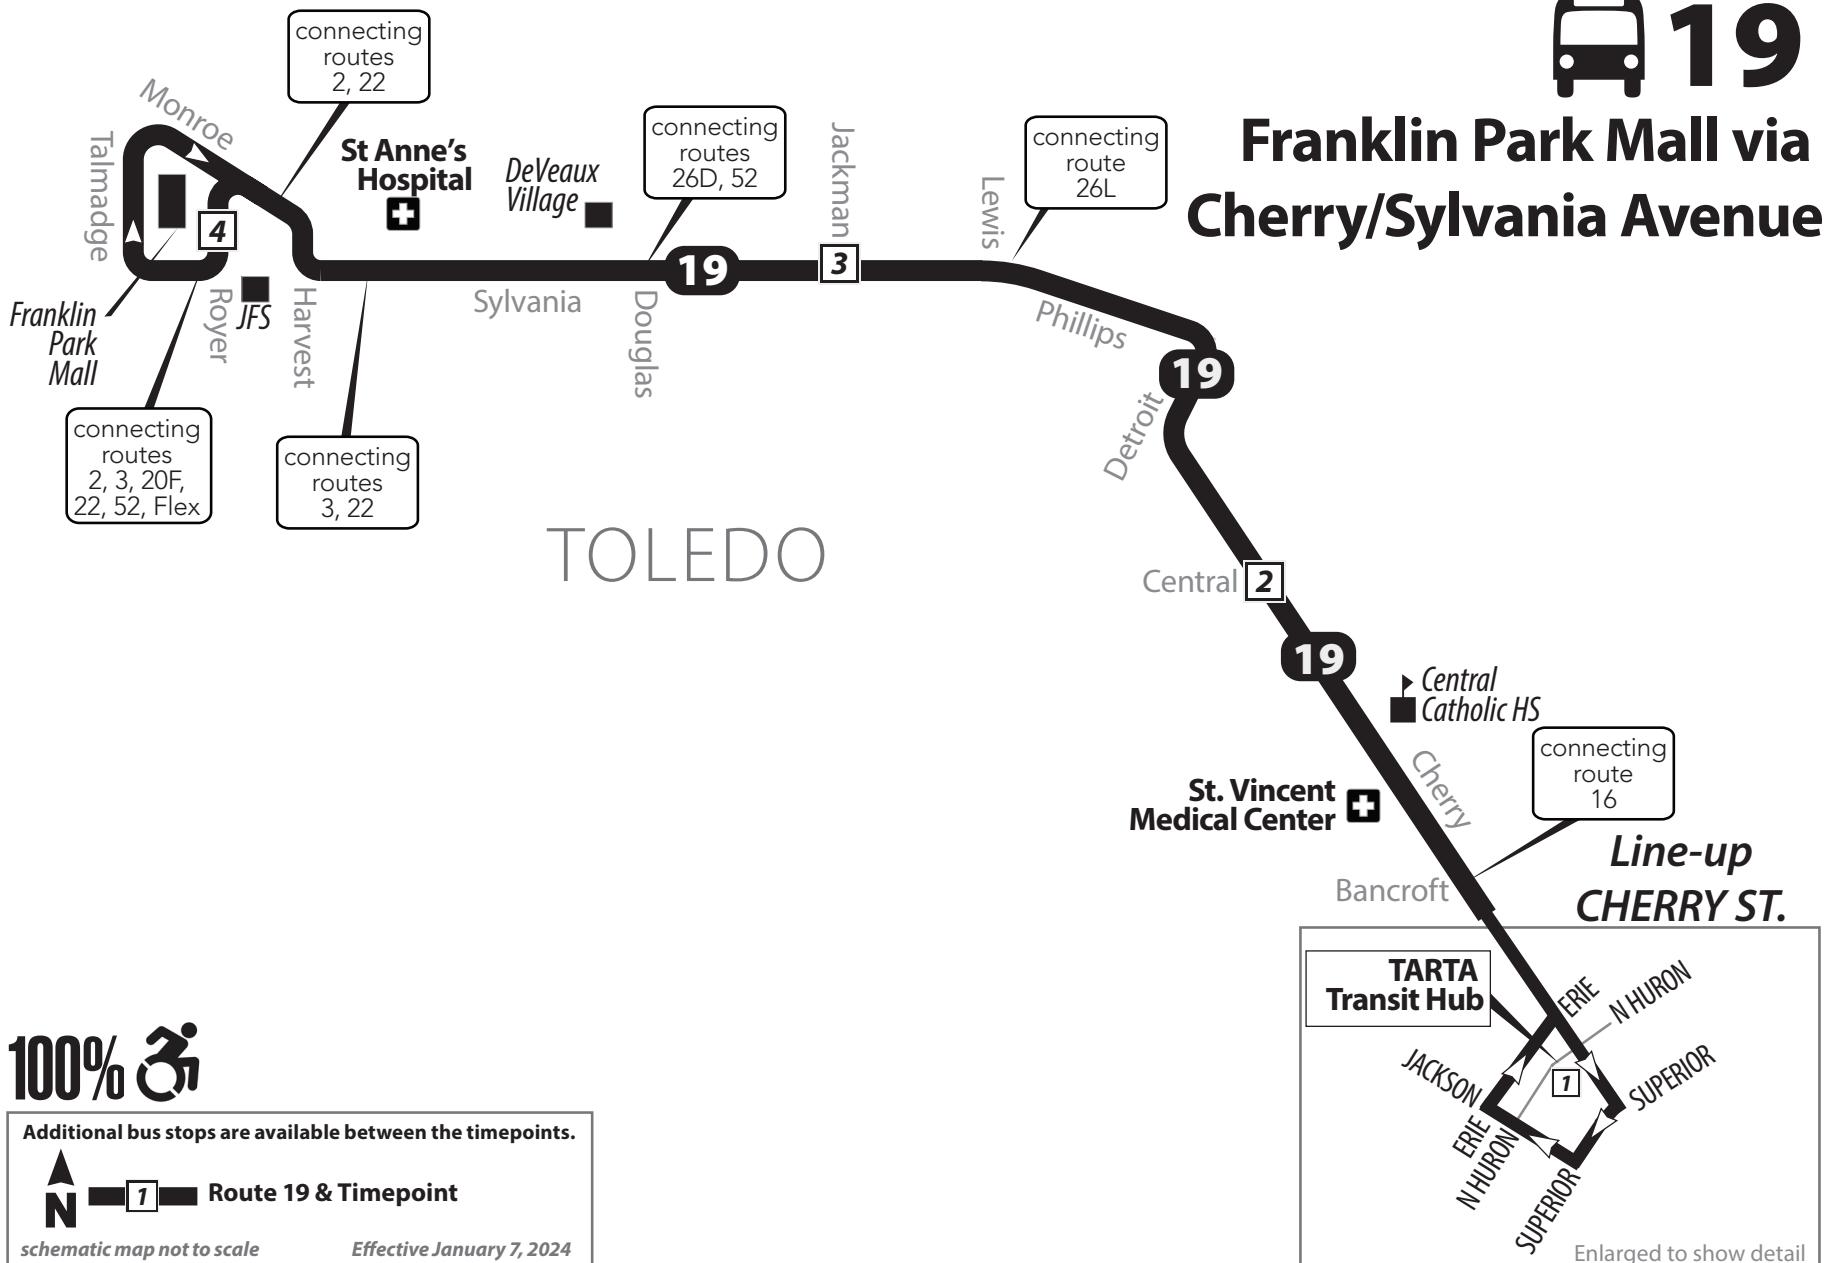 19
Franklin Park Mall via
Cherry/Sylvania Avenue
connecting
routes
2, 22
Monroe
Talmadge
4
St Anne's
Hospital
DeVeaux
Village
connecting
routes
26D, 52
Jackman
Lewis
connecting
route
26L
19
3
Franklin
Park
Mall
Royer
JFS
Harvest
Sylvania
Douglas
Phillips
19
Detroit
connecting
routes
2, 3, 20F,
22, 52, Flex
connecting
routes
3, 22
TOLEDO
Central
2
19
Central
Catholic HS
Cherry
connecting
route
16
St. Vincent
Medical Center
Bancroft
Line-up
CHERRY ST.
TARTA
Transit Hub
ERIE
N HURON
JACKSON
1
SUPERIOR
ERIE
N HURON
SUPERIOR
Enlarged to show detail
100%
Additional bus stops are available between the timepoints.
N
1
Route 19 & Timepoint
schematic map not to scale
Effective January 7, 2024